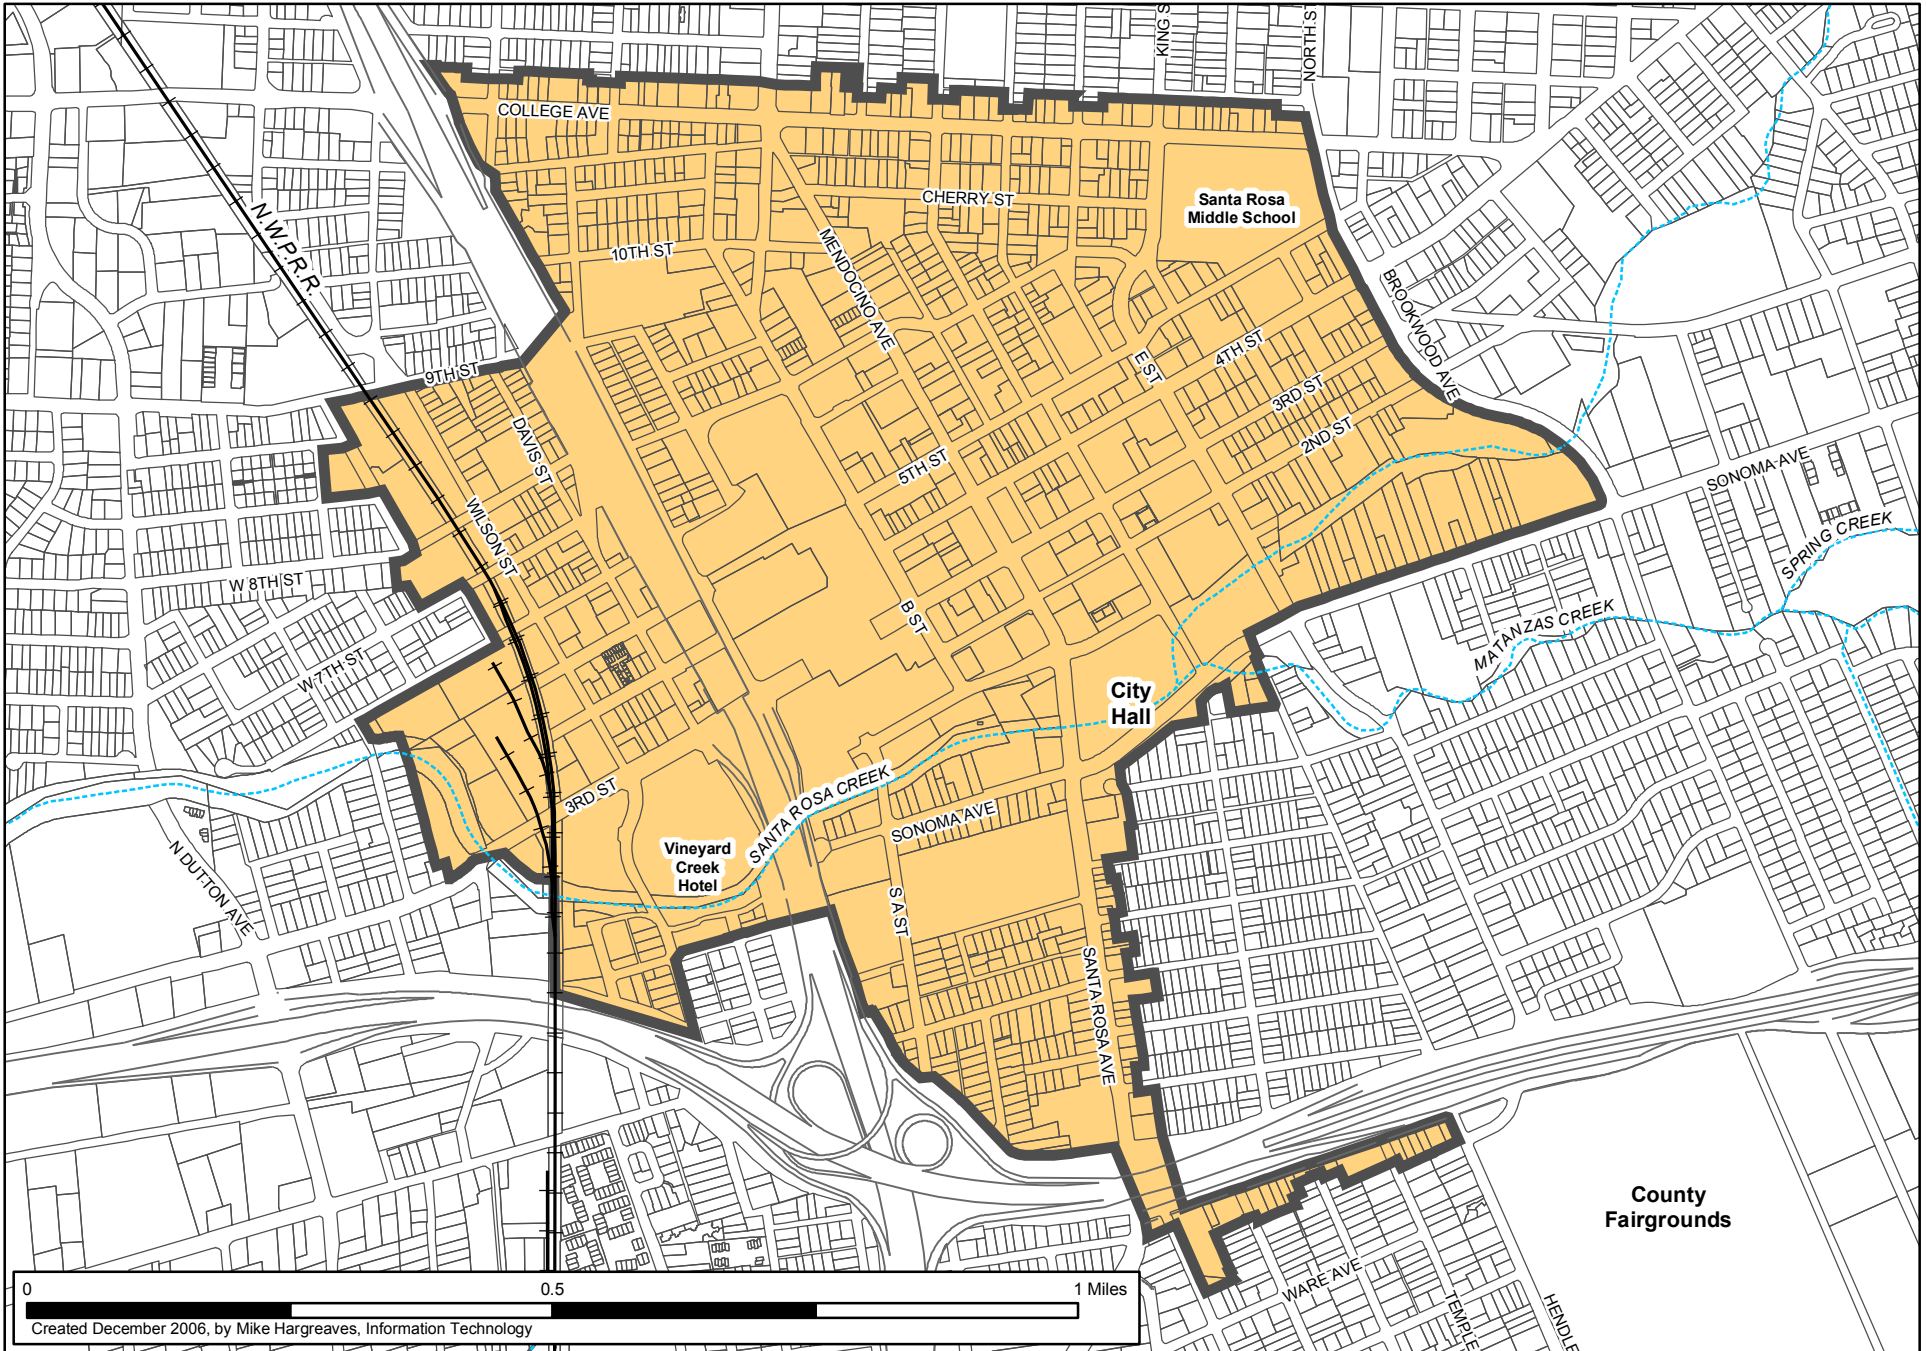 KING S
NORTH ST
COLLEGE AVE
CHERRY ST
Santa Rosa
Middle School
N.W.P.R.R.
10TH ST
MENDOCINO AVE
BROOKWOOD AVE
9TH ST
E ST
4TH ST
3RD ST
2ND ST
DAVIS ST
5TH ST
SONOMA AVE
WILSON ST
SPRING CREEK
W 8TH ST
B ST
MATANZAS CREEK
W 7TH ST
City
Hall
3RD ST
SANTA ROSA CREEK
SONOMA AVE
Vineyard
Creek
Hotel
N DUTTON AVE
S A ST
SANTA ROSA AVE
County
Fairgrounds
WARE AVE
TEMPLE
HENDL
0 0.5 1 Miles
Created December 2006, by Mike Hargreaves, Information Technology